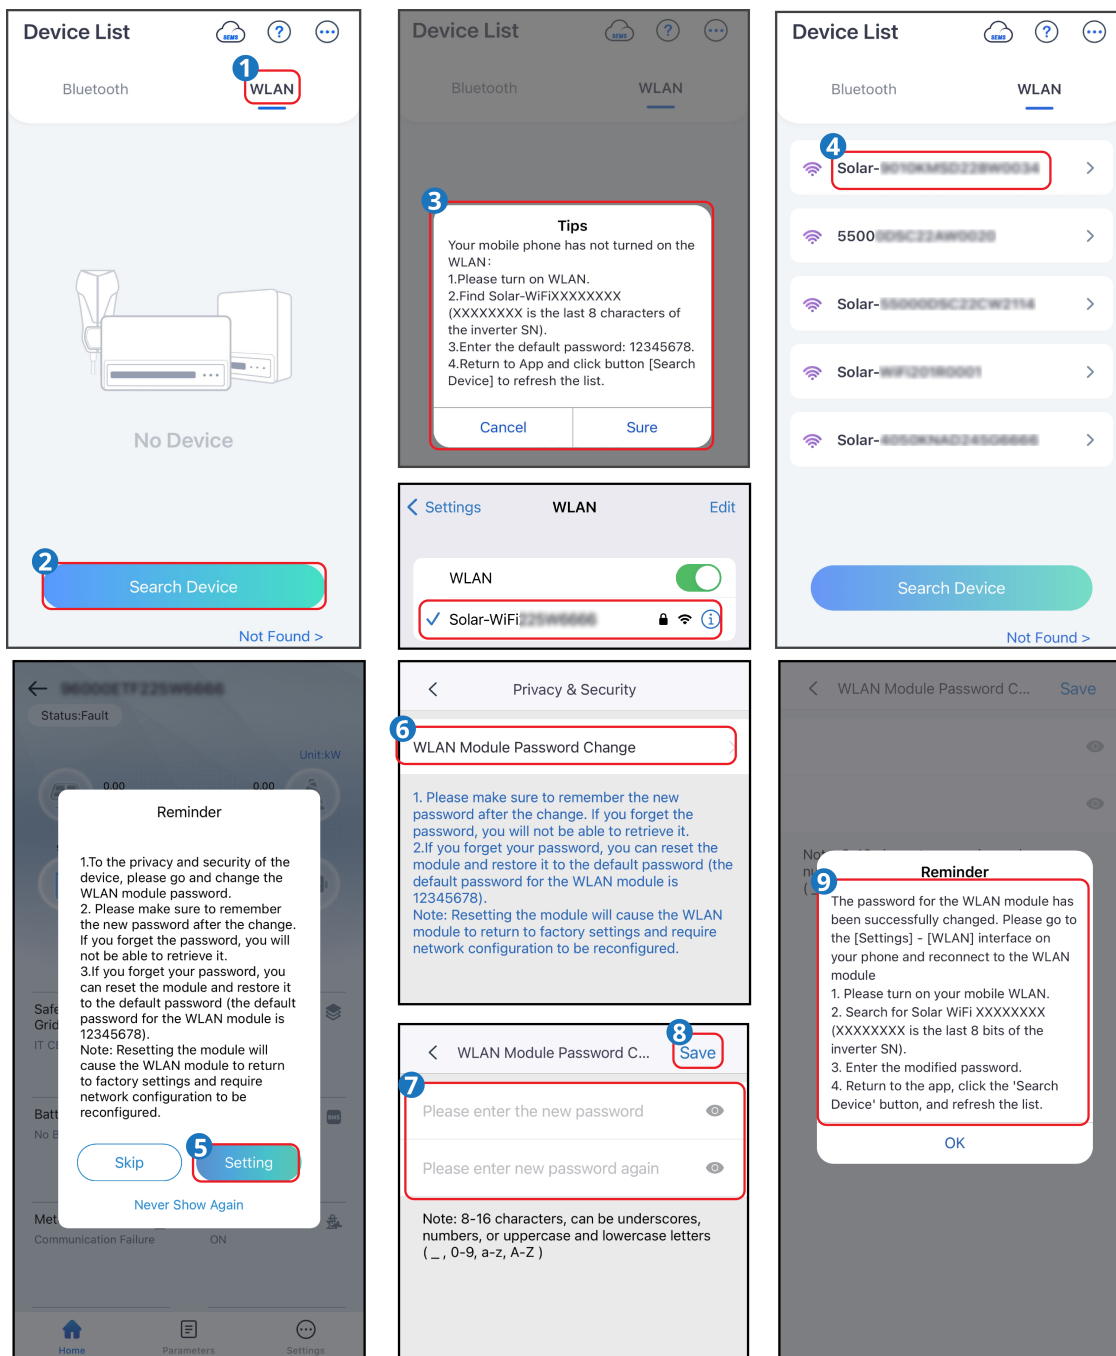 Device List
SEMS
?
1
Bluetooth
WLAN
No Device
2
Search Device
Not Found >
Device List
SEMS
?
Bluetooth
WLAN
3
Tips
Your mobile phone has not turned on the
WLAN:
1.Please turn on WLAN.
2.Find Solar-WiFiXXXXXXXX
(XXXXXXXX is the last 8 characters of
the inverter SN).
3.Enter the default password: 12345678.
4.Return to App and click button [Search
Device] to refresh the list.
Cancel
Sure
Settings
WLAN
Edit
WLAN
Solar-WiFi
Device List
SEMS
?
Bluetooth
WLAN
4
Solar-
5500
Solar-
Solar-
Solar-
Search Device
Not Found >
Status:Fault
Unit:kW
0.00
0.00
Reminder
1.To the privacy and security of the
device, please go and change the
WLAN module password.
2. Please make sure to remember
the new password after the change.
If you forget the password, you will
not be able to retrieve it.
3.If you forget your password, you
can reset the module and restore it
to the default password (the default
password for the WLAN module is
12345678).
Note: Resetting the module will
cause the WLAN module to return
to factory settings and require
network configuration to be
reconfigured.
5
Skip
Setting
Never Show Again
Communication Failure
ON
Home
Parameters
Settings
Privacy & Security
6
WLAN Module Password Change
1. Please make sure to remember the new
password after the change. If you forget the
password, you will not be able to retrieve it.
2.If you forget your password, you can reset the
module and restore it to the default password (the
default password for the WLAN module is
12345678).
Note: Resetting the module will cause the WLAN
module to return to factory settings and require
network configuration to be reconfigured.
8
WLAN Module Password C...
Save
7
Please enter the new password
Please enter new password again
Note: 8-16 characters, can be underscores,
numbers, or uppercase and lowercase letters
( _ , 0-9, a-z, A-Z )
WLAN Module Password C...
Save
9
Reminder
The password for the WLAN module has
been successfully changed. Please go to
the [Settings] - [WLAN] interface on
your phone and reconnect to the WLAN
module
1. Please turn on your mobile WLAN.
2. Search for Solar WiFi XXXXXXXX
(XXXXXXXX is the last 8 bits of the
inverter SN).
3. Enter the modified password.
4. Return to the app, click the 'Search
Device' button, and refresh the list.
OK